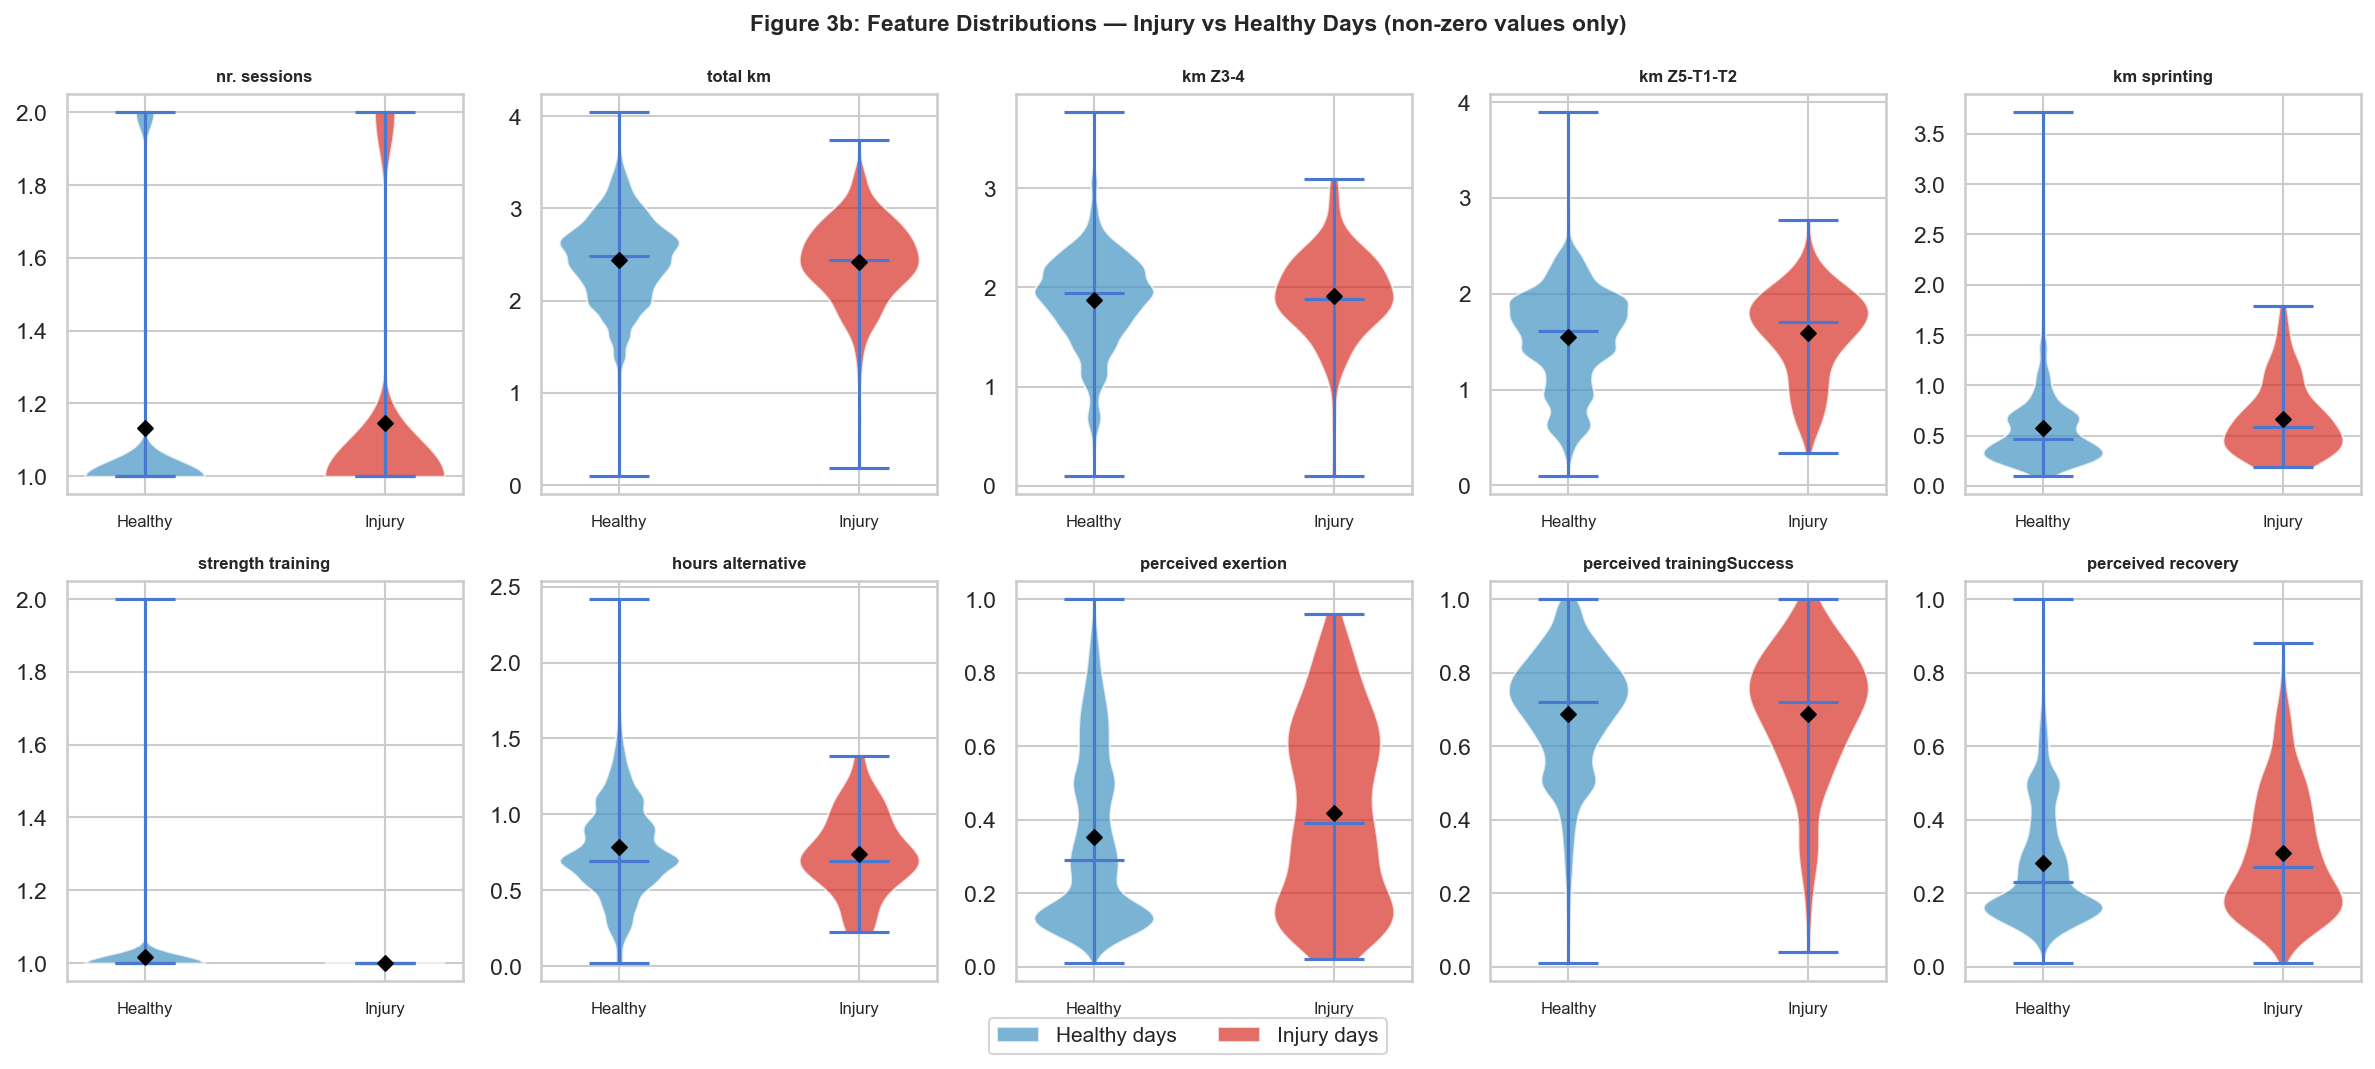 Figure 3b: Feature Distributions — Injury vs Healthy Days (non-zero values only)
nr. sessions
2.0
1.8
1.6
1.4
1.2
1.0
Healthy
Injury
total km
4
3
2
1
0
Healthy
Injury
km Z3-4
3
2
1
0
Healthy
Injury
km Z5-T1-T2
4
3
2
1
0
Healthy
Injury
km sprinting
3.5
3.0
2.5
2.0
1.5
1.0
0.5
0.0
Healthy
Injury
strength training
2.0
1.8
1.6
1.4
1.2
1.0
Healthy
Injury
hours alternative
2.5
2.0
1.5
1.0
0.5
0.0
Healthy
Injury
perceived exertion
1.0
0.8
0.6
0.4
0.2
0.0
Healthy
Injury
perceived trainingSuccess
1.0
0.8
0.6
0.4
0.2
0.0
Healthy
Injury
perceived recovery
1.0
0.8
0.6
0.4
0.2
0.0
Healthy
Injury
Healthy days
Injury days